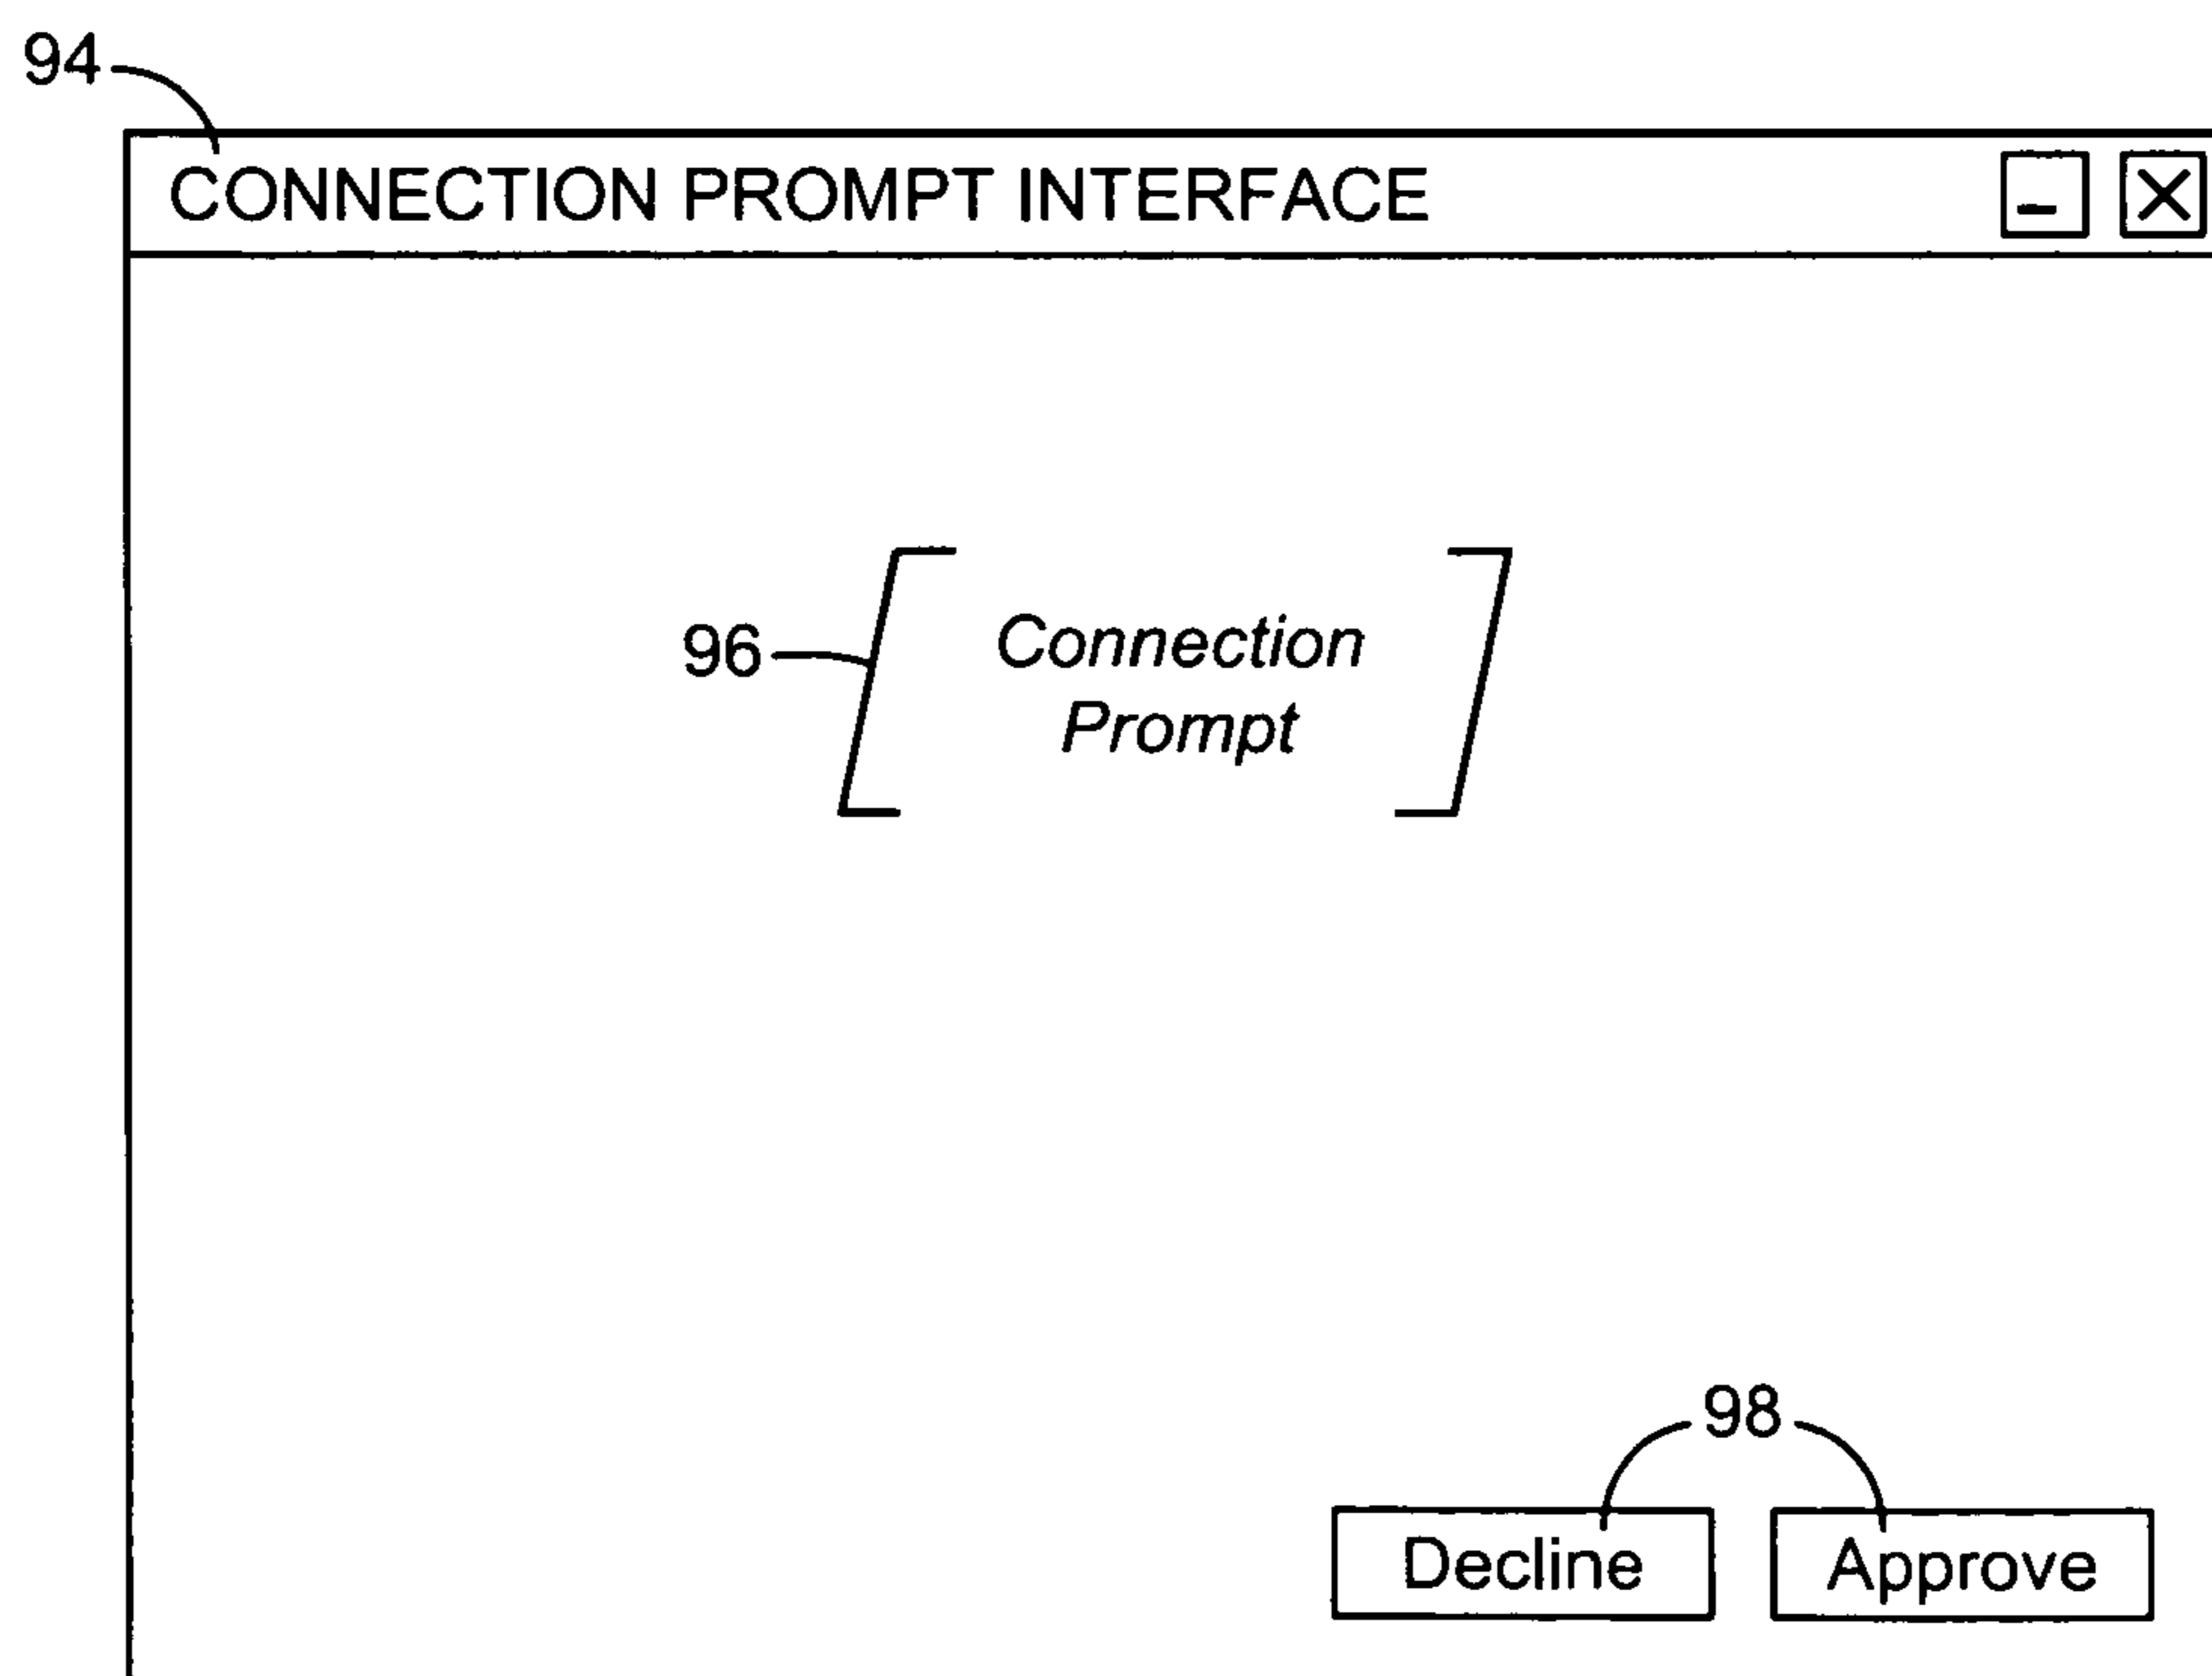 94
CONNECTION PROMPT INTERFACE
96
Connection
Prompt
98
Decline
Approve